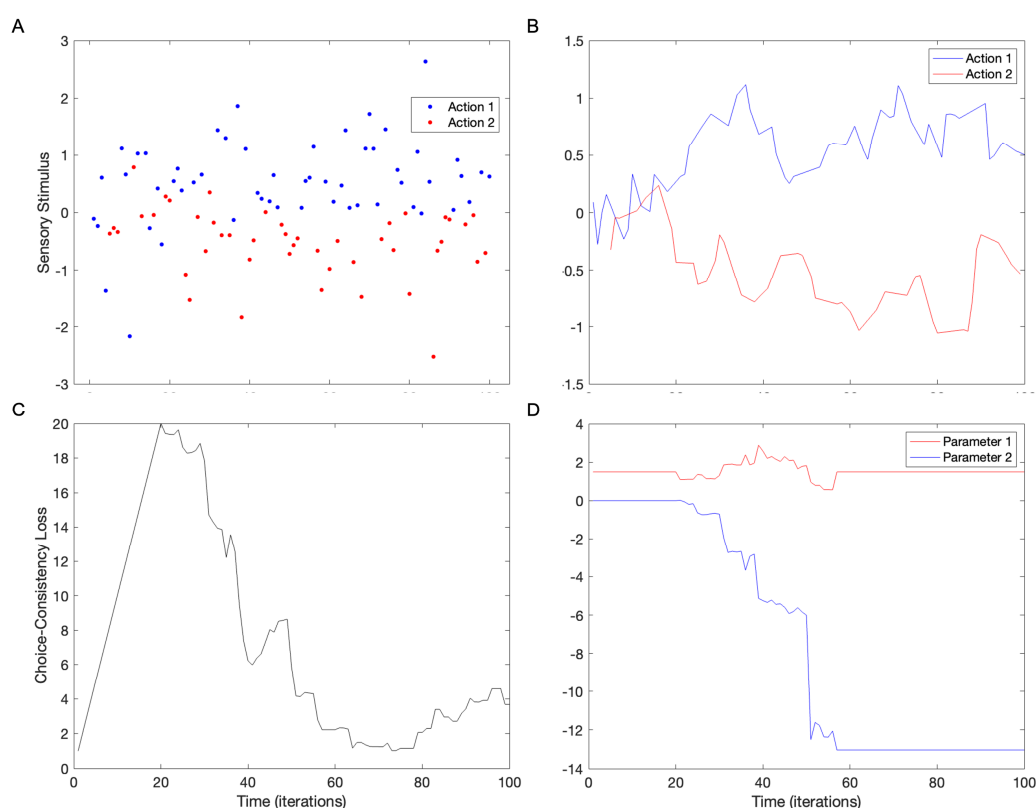 A
3
2
1
0
-1
-2
-3
Sensory Stimulus
Action 1
Action 2
B
1.5
1
0.5
0
-0.5
-1
-1.5
Action 1
Action 2
C
20
18
16
14
12
10
8
6
4
2
0
Choice-Consistency Loss
0 20 40 60 80 100
Time (iterations)
D
4
2
0
-2
-4
-6
-8
-10
-12
-14
Parameter 1
Parameter 2
0 20 40 60 80 100
Time (iterations)